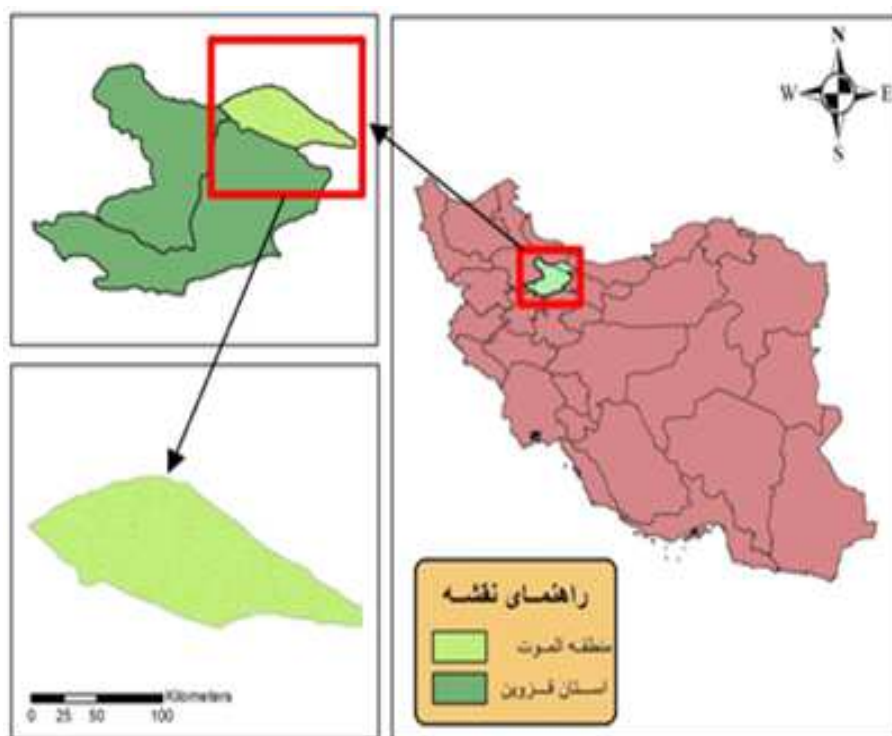 N
W E
S
راهنمای نقشه
منطقه الموت
استان قزوین
Kilometers
0 25 50 100